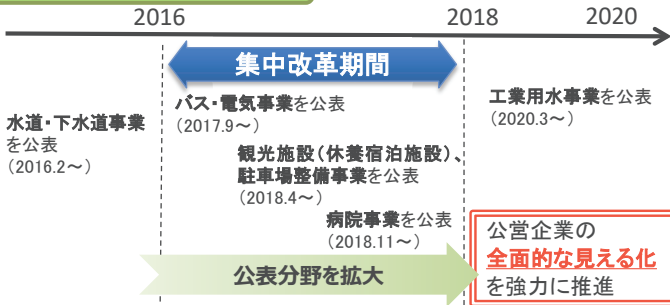 2016
2018
2020
集中改革期間
水道・下水道事業
を公表
(2016.2～)
バス・電気事業を公表
(2017.9～)
観光施設(休養宿泊施設)、
駐車場整備事業を公表
(2018.4～)
病院事業を公表
(2018.11～)
工業用水事業を公表
(2020.3～)
公表分野を拡大
公営企業の
全面的な見える化
を強力に推進